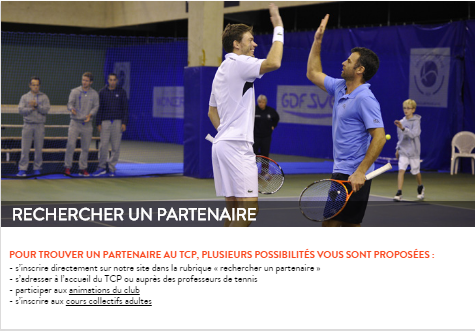 GDF SUEZ
RECHERCHER UN PARTENAIRE
POUR TROUVER UN PARTENAIRE AU TCP, PLUSIEURS POSSIBILITÉS VOUS SONT PROPOSÉES :
- s'inscrire directement sur notre site dans la rubrique « rechercher un partenaire »
- s'adresser à l'accueil du TCP ou auprès des professeurs de tennis
- participer aux animations du club
- s'inscrire aux cours collectifs adultes